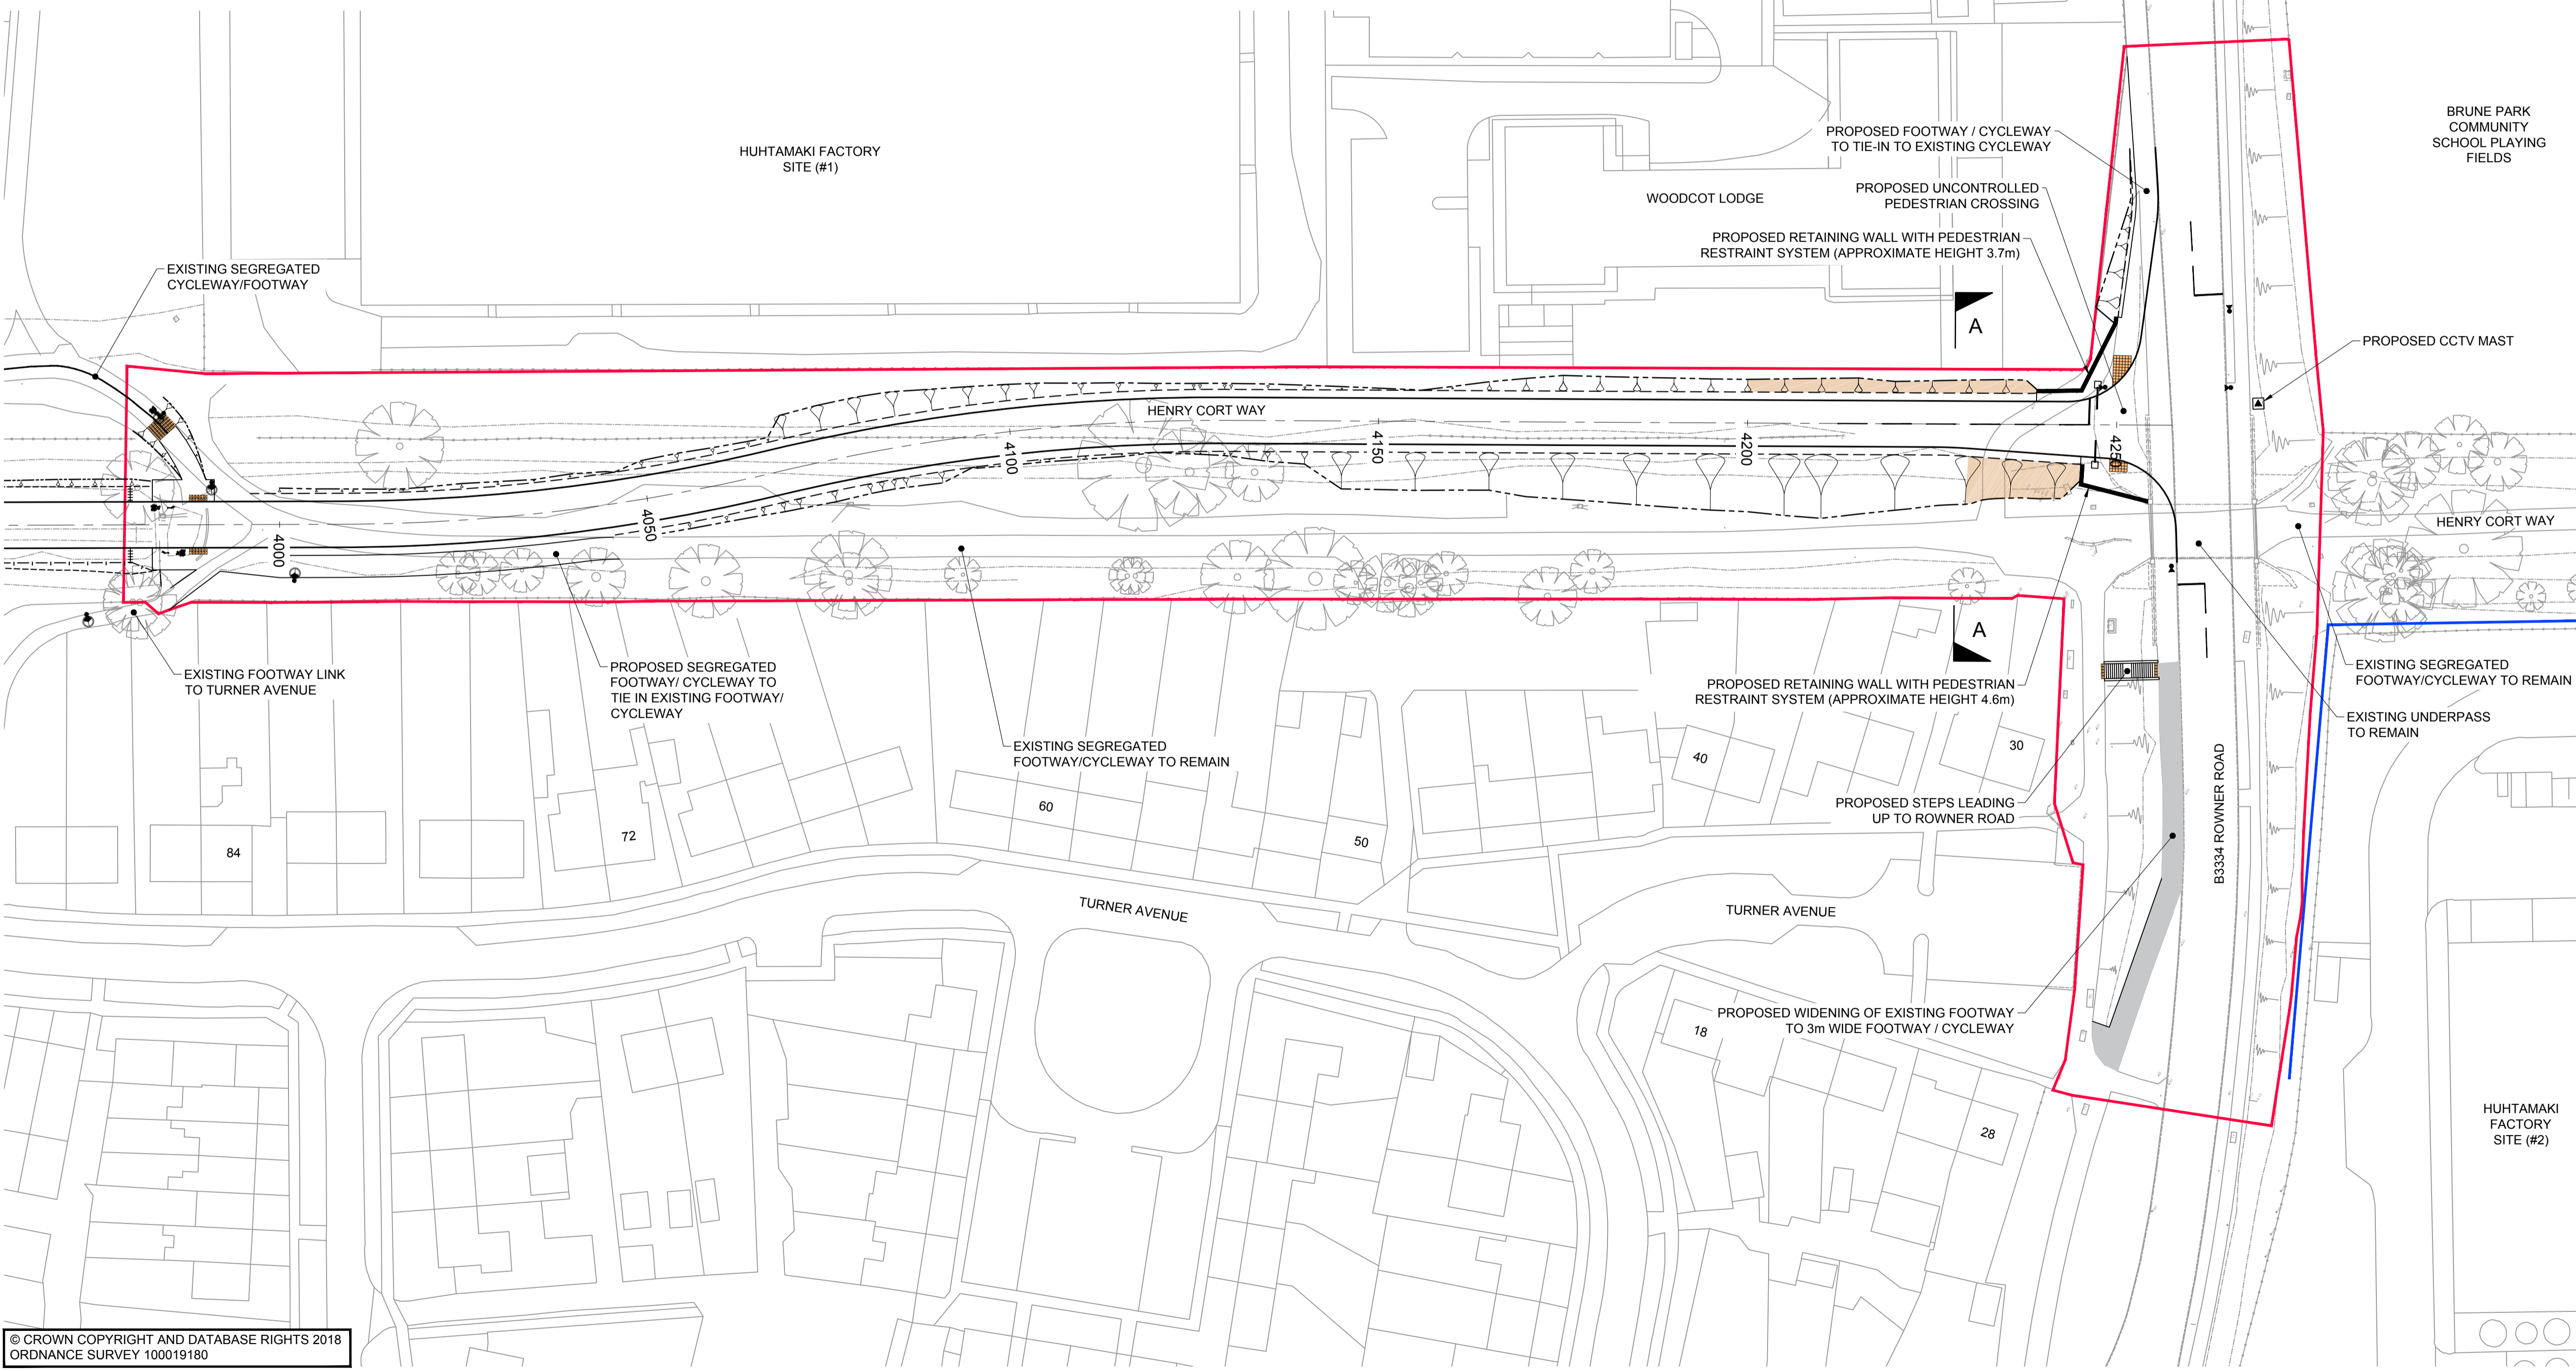 BRUNE PARK
COMMUNITY
SCHOOL PLAYING
FIELDS
HUHTAMAKI FACTORY
SITE (#1)
PROPOSED FOOTWAY / CYCLEWAY
TO TIE-IN TO EXISTING CYCLEWAY
WOODCOT LODGE
PROPOSED UNCONTROLLED
PEDESTRIAN CROSSING
PROPOSED RETAINING WALL WITH PEDESTRIAN
RESTRAINT SYSTEM (APPROXIMATE HEIGHT 3.7m)
EXISTING SEGREGATED
CYCLEWAY/FOOTWAY
A
PROPOSED CCTV MAST
HENRY CORT WAY
4000
4050
4100
4150
4200
4250
HENRY CORT WAY
A
EXISTING FOOTWAY LINK
TO TURNER AVENUE
PROPOSED SEGREGATED
FOOTWAY/ CYCLEWAY TO
TIE IN EXISTING FOOTWAY/
CYCLEWAY
EXISTING SEGREGATED
FOOTWAY/CYCLEWAY TO REMAIN
PROPOSED RETAINING WALL WITH PEDESTRIAN
RESTRAINT SYSTEM (APPROXIMATE HEIGHT 4.6m)
EXISTING SEGREGATED
FOOTWAY/CYCLEWAY TO REMAIN
EXISTING UNDERPASS
TO REMAIN
40
30
60
72
50
84
PROPOSED STEPS LEADING
UP TO ROWNER ROAD
B334 ROWNER ROAD
TURNER AVENUE
TURNER AVENUE
PROPOSED WIDENING OF EXISTING FOOTWAY
TO 3m WIDE FOOTWAY / CYCLEWAY
18
28
HUHTAMAKI
FACTORY
SITE (#2)
© CROWN COPYRIGHT AND DATABASE RIGHTS 2018
ORDNANCE SURVEY 100019180